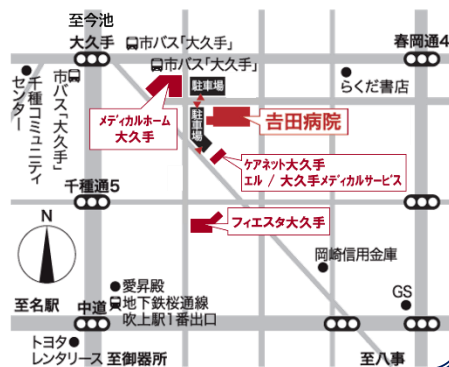 至今池
大久手
市バス「大久手」
市バス「大久手」
春岡通4
駐車場
らくだ書店
千種コミュニティ
センター
市バス「大久手」
メディカルホーム
大久手
駐車場
𠮷田病院
ケアネット大久手
エル / 大久手メディカルサービス
千種通5
フィエスタ大久手
N
岡崎信用金庫
愛昇殿
地下鉄桜通線
吹上駅1番出口
GS
至名駅
中道
トヨタ
レンタリース
至御器所
至八事